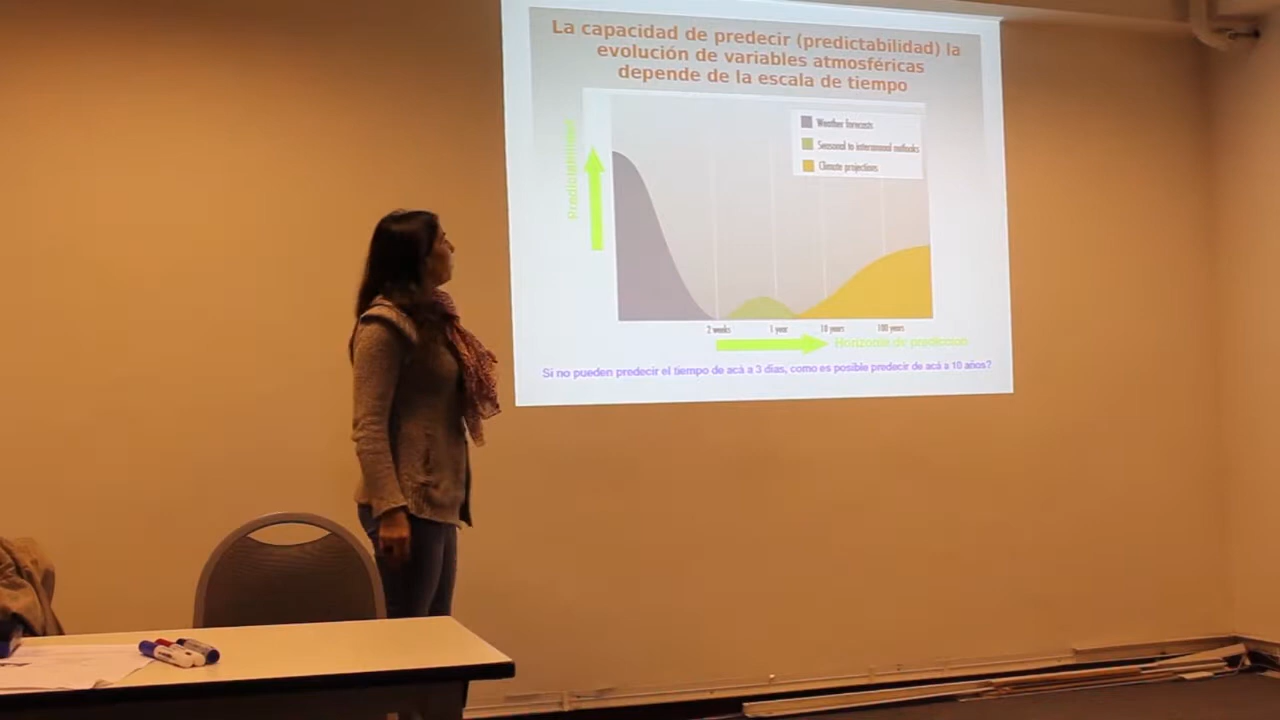 La capacidad de predecir (predictabilidad) la
evolución de variables atmosféricas
depende de la escala de tiempo
Predictabilidad
Weather forecasts
Seasonal to interannual outlooks
Climate projections
2 weeks
1 year
10 years
100 years
Horizonte de prediccion
Si no pueden predecir el tiempo de acá a 3 días, como es posible predecir de acá a 10 años?